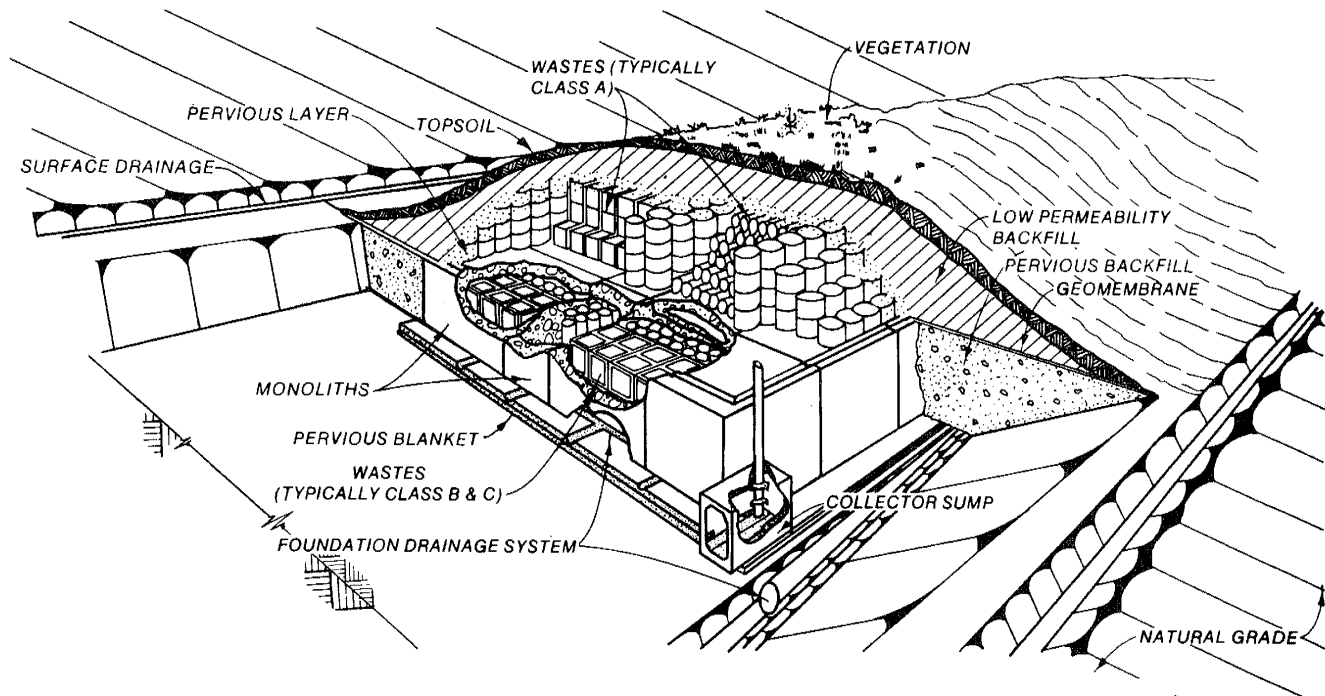 VEGETATION
WASTES (TYPICALLY
CLASS A)
PERVIOUS LAYER
TOPSOIL
SURFACE DRAINAGE
LOW PERMEABILITY
BACKFILL
PERVIOUS BACKFILL
GEOMEMBRANE
MONOLITHS
PERVIOUS BLANKET
WASTES
(TYPICALLY CLASS B & C)
COLLECTOR SUMP
FOUNDATION DRAINAGE SYSTEM
NATURAL GRADE